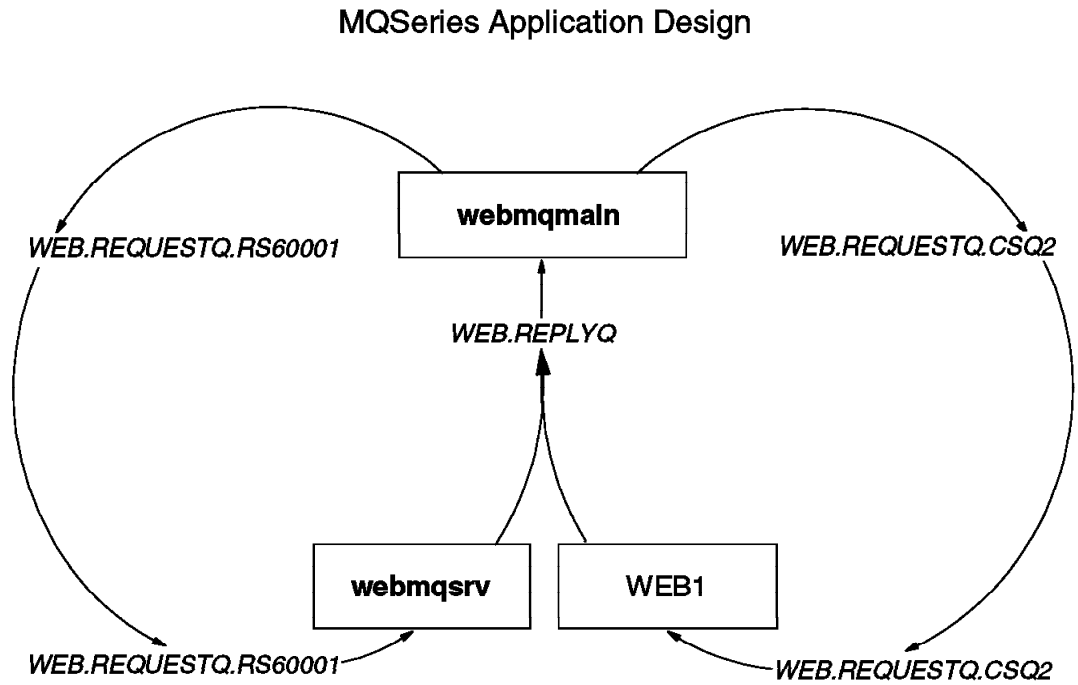 MQSeries Application Design
webmqmaln
WEB.REQUESTQ.RS60001
WEB.REQUESTQ.CSQ2
WEB.REPLYQ
webmqsrv
WEB1
WEB.REQUESTQ.RS60001
WEB.REQUESTQ.CSQ2